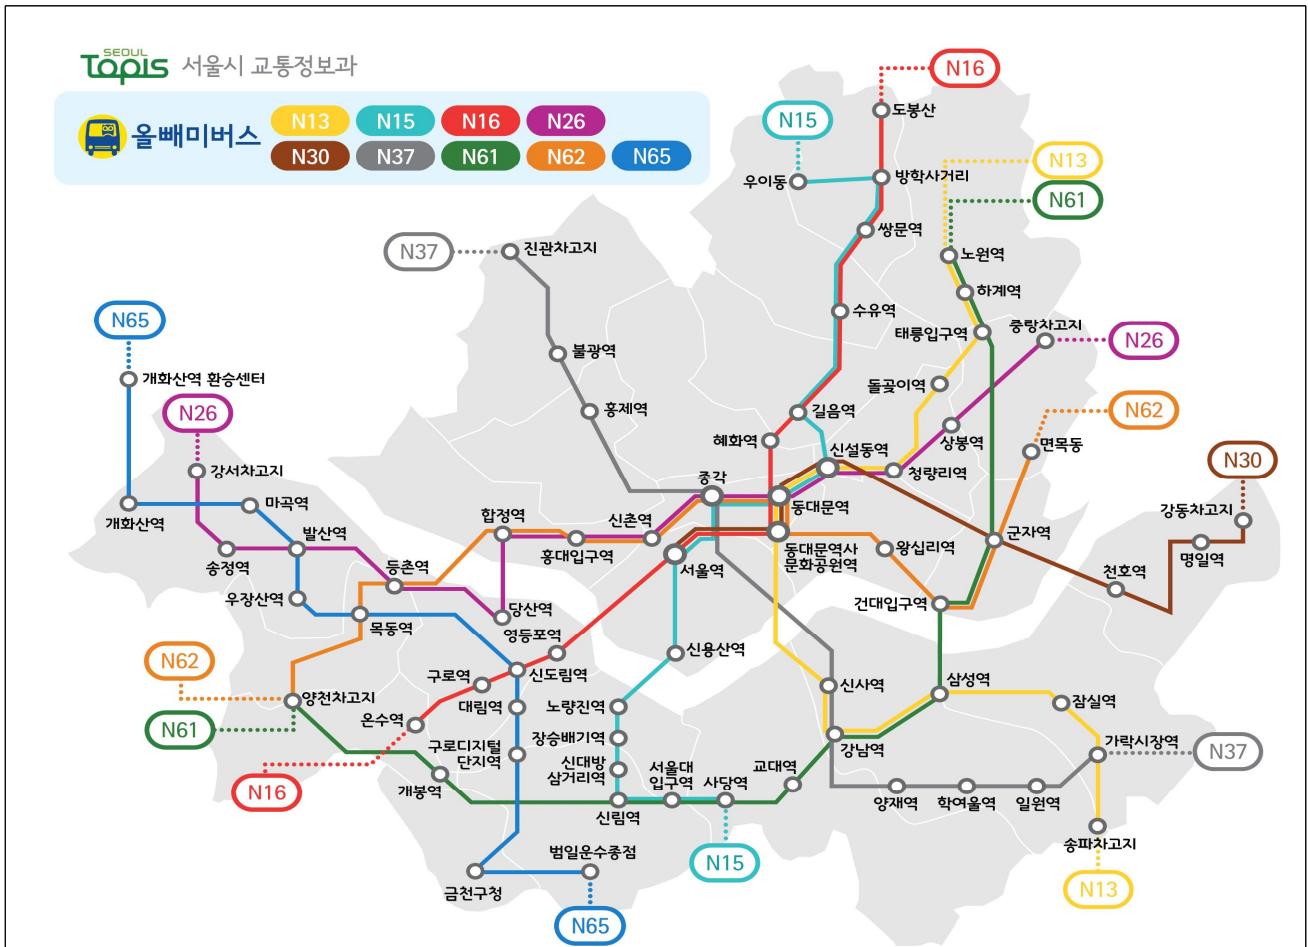 SEOUL
TOPIS 서울시 교통정보과
올빼미버스
N13 N15 N16 N26
N30 N37 N61 N62 N65
N16
도봉산
N15
우이동
방학사거리
N13
N61
쌍문역
N37
진관차고지
노원역
하계역
수유역
태릉입구역
중랑차고지
N26
N65
개화산역 환승센터
불광역
돌곶이역
N26
홍제역
길음역
N62
혜화역
상봉역
면목동
신설동역
청량리역
N30
강서차고지
종각
동대문역
개화산역
마곡역
합정역
신촌역
강동차고지
발산역
홍대입구역
군자역
명일역
송정역
서울역
동대문역사
문화공원역
왕십리역
등촌역
천호역
우장산역
건대입구역
목동역
당산역
영등포역
신용산역
N62
신도림역
신사역
삼성역
구로역
잠실역
양천차고지
대림역
노량진역
N61
온수역
장승배기역
강남역
가락시장역
N37
구로디지털
단지역
신대방
삼거리역
서울대
입구역
사당역
교대역
N16
개봉역
신림역
양재역
학여울역
일원역
송파차고지
범일운수종점
N15
금천구청
N13
N65